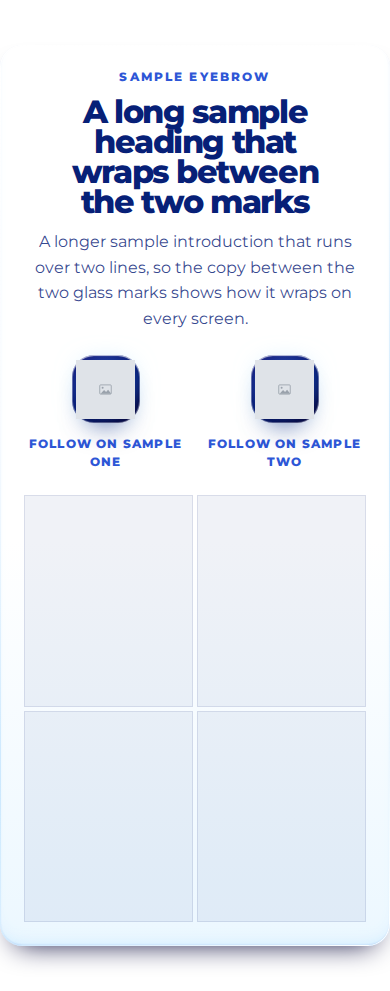 SAMPLE EYEBROW
A long sample
heading that
wraps between
the two marks
A longer sample introduction that runs
over two lines, so the copy between the
two glass marks shows how it wraps on
every screen.
FOLLOW ON SAMPLE
ONE
FOLLOW ON SAMPLE
TWO